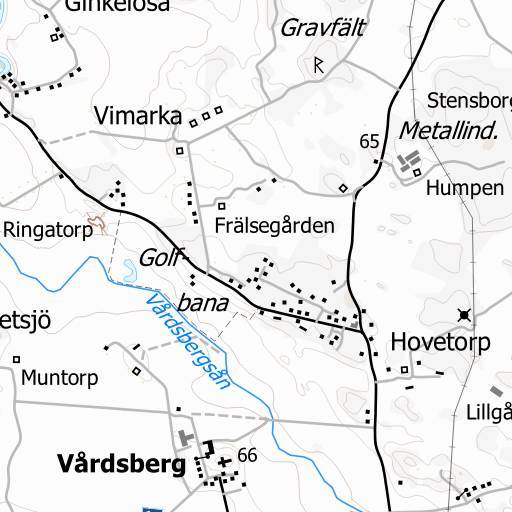 Ginkelösa
Gravfält
Vimarka
Stensborg
65
Metallind.
Humpen
Ringatorp
Frälsegården
Golf-
bana
Vårdsbergsån
etsjö
Hovetorp
Muntorp
Lillgå
Vårdsberg
66